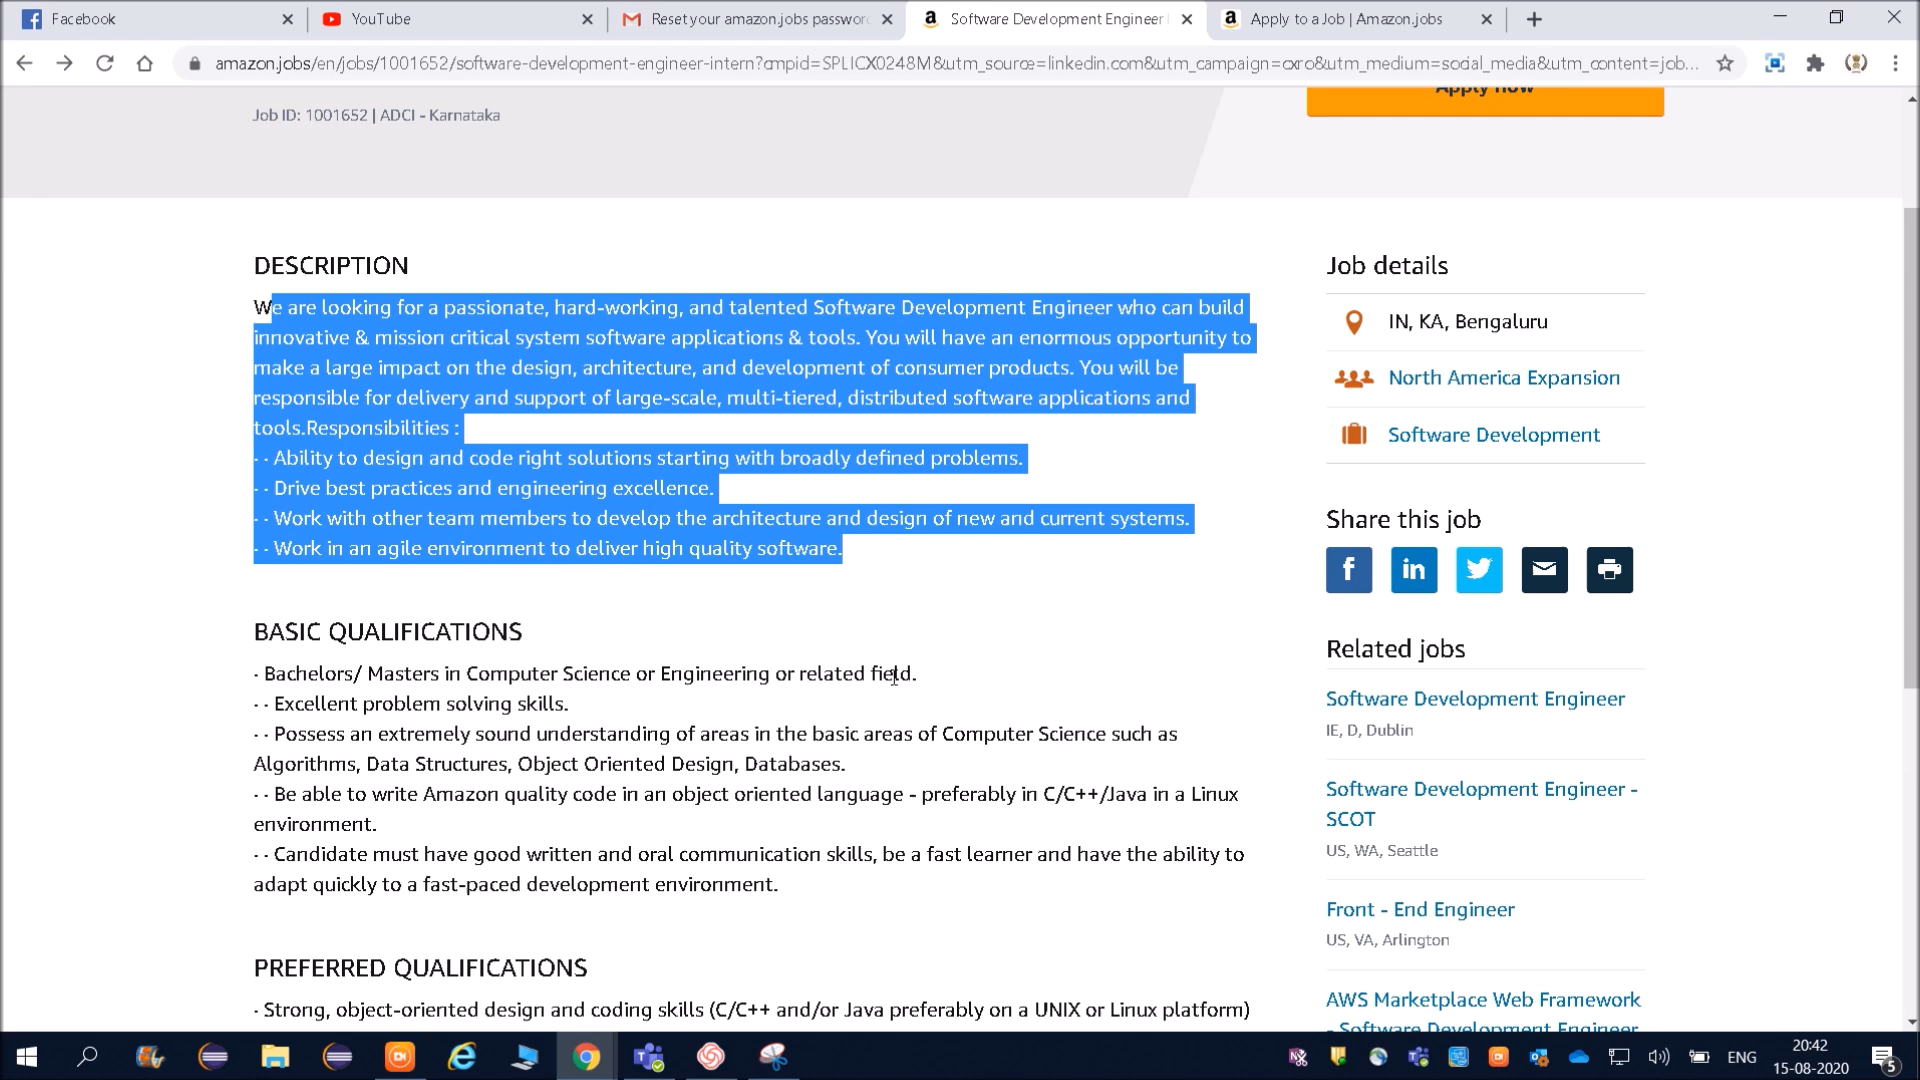 Facebook
YouTube
Reset your amazon.jobs passwor
Software Development Engineer
Apply to a Job | Amazon.jobs
amazon.jobs/en/jobs/1001652/software-development-engineer-intern?cmpid=SPLICX0248M&utm_source=linkedin.com&utm_campaign=cxro&utm_medium=social_media&utm_content=job...
Apply now
Job ID: 1001652 | ADCI - Karnataka
DESCRIPTION
We are looking for a passionate, hard-working, and talented Software Development Engineer who can build
innovative & mission critical system software applications & tools. You will have an enormous opportunity to
make a large impact on the design, architecture, and development of consumer products. You will be
responsible for delivery and support of large-scale, multi-tiered, distributed software applications and
tools.Responsibilities :
· · Ability to design and code right solutions starting with broadly defined problems.
· · Drive best practices and engineering excellence.
· · Work with other team members to develop the architecture and design of new and current systems.
· · Work in an agile environment to deliver high quality software.
BASIC QUALIFICATIONS
· Bachelors/ Masters in Computer Science or Engineering or related field.
· · Excellent problem solving skills.
· · Possess an extremely sound understanding of areas in the basic areas of Computer Science such as
Algorithms, Data Structures, Object Oriented Design, Databases.
· · Be able to write Amazon quality code in an object oriented language - preferably in C/C++/Java in a Linux
environment.
· · Candidate must have good written and oral communication skills, be a fast learner and have the ability to
adapt quickly to a fast-paced development environment.
PREFERRED QUALIFICATIONS
· Strong, object-oriented design and coding skills (C/C++ and/or Java preferably on a UNIX or Linux platform)
Job details
IN, KA, Bengaluru
North America Expansion
Software Development
Share this job
Related jobs
Software Development Engineer
IE, D, Dublin
Software Development Engineer -
SCOT
US, WA, Seattle
Front - End Engineer
US, VA, Arlington
AWS Marketplace Web Framework
- Software Development Engineer
ENG
20:42
15-08-2020
5